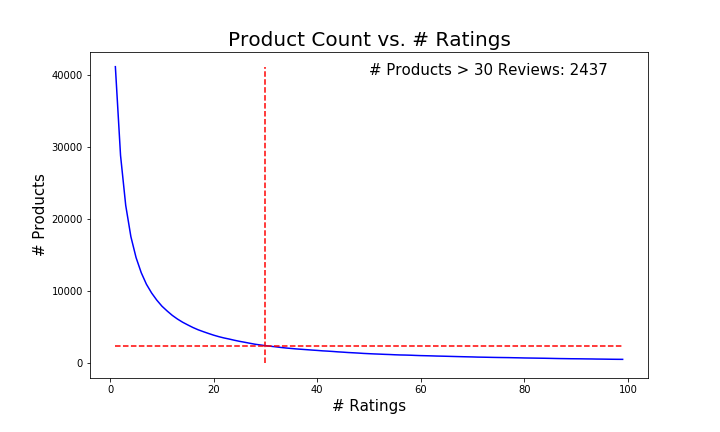 Product Count vs. # Ratings
# Products > 30 Reviews: 2437
40000
30000
20000
10000
0
# Products
0 20 40 60 80 100
# Ratings